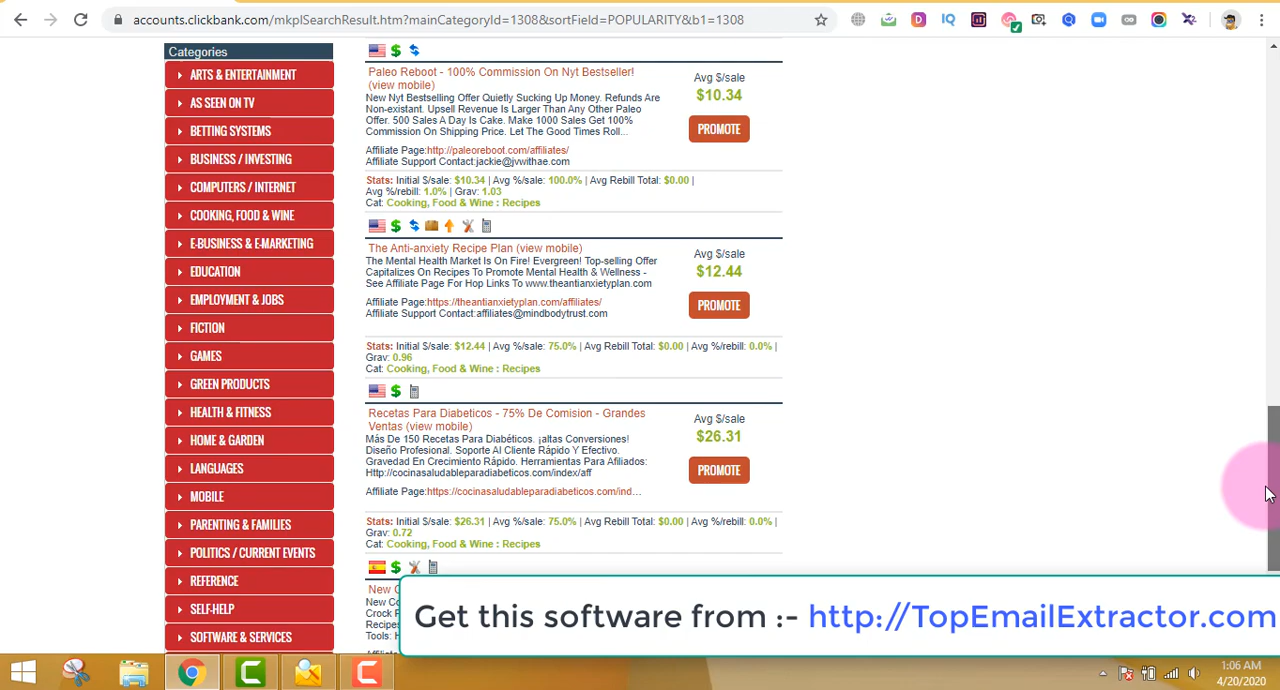 accounts.clickbank.com/mkplSearchResult.htm?mainCategoryId=1308&sortField=POPULARITY&b1=1308
Categories
ARTS & ENTERTAINMENT
AS SEEN ON TV
BETTING SYSTEMS
BUSINESS / INVESTING
COMPUTERS / INTERNET
COOKING, FOOD & WINE
E-BUSINESS & E-MARKETING
EDUCATION
EMPLOYMENT & JOBS
FICTION
GAMES
GREEN PRODUCTS
HEALTH & FITNESS
HOME & GARDEN
LANGUAGES
MOBILE
PARENTING & FAMILIES
POLITICS / CURRENT EVENTS
REFERENCE
SELF-HELP
SOFTWARE & SERVICES
Paleo Reboot - 100% Commission On Nyt Bestseller!
(view mobile)
New Nyt Bestselling Offer Quietly Sucking Up Money. Refunds Are
Non-existant. Upsell Revenue Is Larger Than Any Other Paleo
Offer. 500 Sales A Day Is Cake. Make 1000 Sales Get 100%
Commission On Shipping Price. Let The Good Times Roll...
Affiliate Page:http://paleoreboot.com/affiliates/
Affiliate Support Contact:jackie@jvwithae.com
Avg $/sale
$10.34
PROMOTE
Stats: Initial $/sale: $10.34 | Avg %/sale: 100.0% | Avg Rebill Total: $0.00 |
Avg %/rebill: 1.0% | Grav: 1.03
Cat: Cooking, Food & Wine : Recipes
The Anti-anxiety Recipe Plan (view mobile)
The Mental Health Market Is On Fire! Evergreen! Top-selling Offer
Capitalizes On Recipes To Promote Mental Health & Wellness -
See Affiliate Page For Hop Links To www.theantianxietyplan.com
Affiliate Page:https://theantianxietyplan.com/affiliates/
Affiliate Support Contact:affiliates@mindbodytrust.com
Avg $/sale
$12.44
PROMOTE
Stats: Initial $/sale: $12.44 | Avg %/sale: 75.0% | Avg Rebill Total: $0.00 | Avg %/rebill: 0.0% |
Grav: 0.96
Cat: Cooking, Food & Wine : Recipes
Recetas Para Diabeticos - 75% De Comision - Grandes
Ventas (view mobile)
Más De 150 Recetas Para Diabéticos. ¡altas Conversiones!
Diseño Profesional. Soporte Al Cliente Rápido Y Efectivo.
Gravedad En Crecimiento Rápido. Herramientas Para Afiliados:
Http://cocinasaludableparadiabeticos.com/index/aff
Affiliate Page:https://cocinasaludableparadiabeticos.com/ind...
Avg $/sale
$26.31
PROMOTE
Stats: Initial $/sale: $26.31 | Avg %/sale: 75.0% | Avg Rebill Total: $0.00 | Avg %/rebill: 0.0% |
Grav: 0.72
Cat: Cooking, Food & Wine : Recipes
New
New
Crock
Recipes
Tools:
Get this software from :- http://TopEmailExtractor.com
1:06 AM
4/20/2020